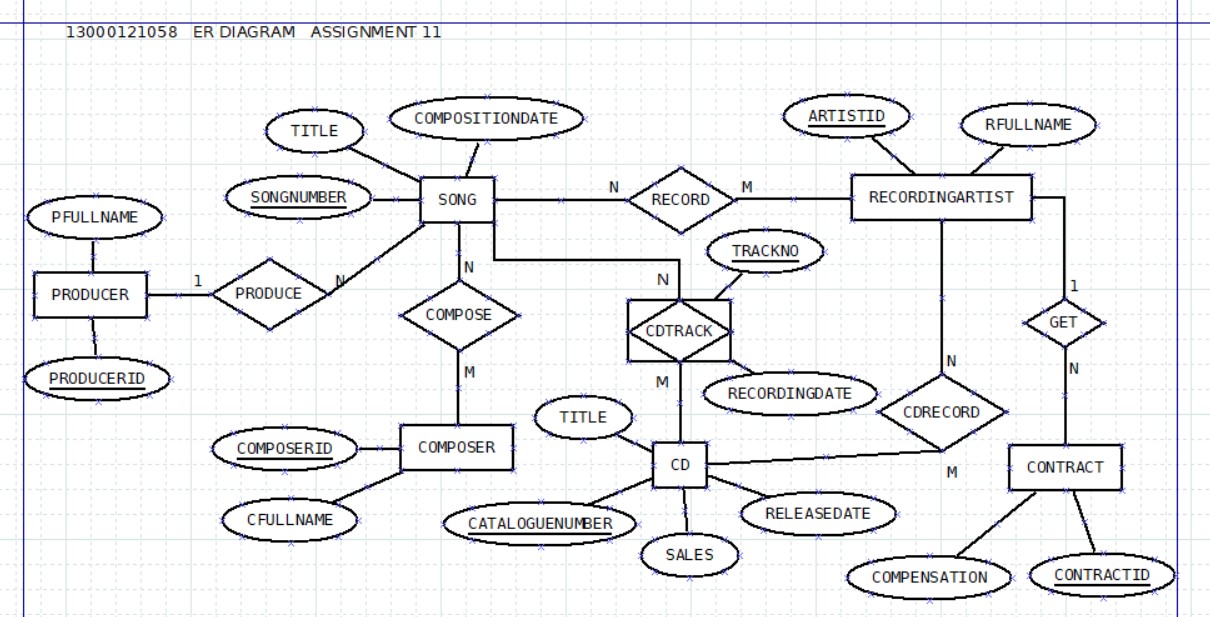 13000121058 ER DIAGRAM ASSIGNMENT 11
TITLE
COMPOSITIONDATE
ARTISTID
RFULLNAME
SONGNUMBER
SONG
N
RECORD
M
RECORDINGARTIST
PFULLNAME
TRACKNO
PRODUCER
1
PRODUCE
N
N
COMPOSE
N
CDTRACK
1
GET
N
PRODUCERID
M
M
RECORDINGDATE
N
CDRECORD
TITLE
COMPOSERID
COMPOSER
CD
M
CONTRACT
CFULLNAME
CATALOGUENUMBER
RELEASEDATE
SALES
COMPENSATION
CONTRACTID